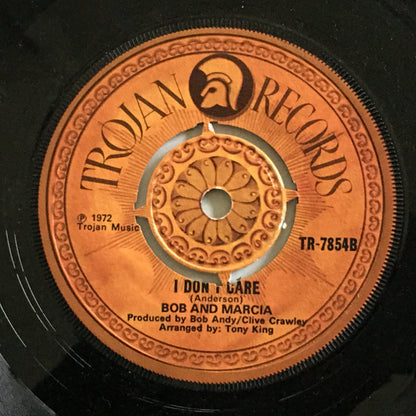 TROJAN RECORDS
℗ 1972
Trojan Music
TR-7854B
I DON'T CARE
(Anderson)
BOB AND MARCIA
Produced by Bob Andy/Clive Crawley
Arranged by: Tony King